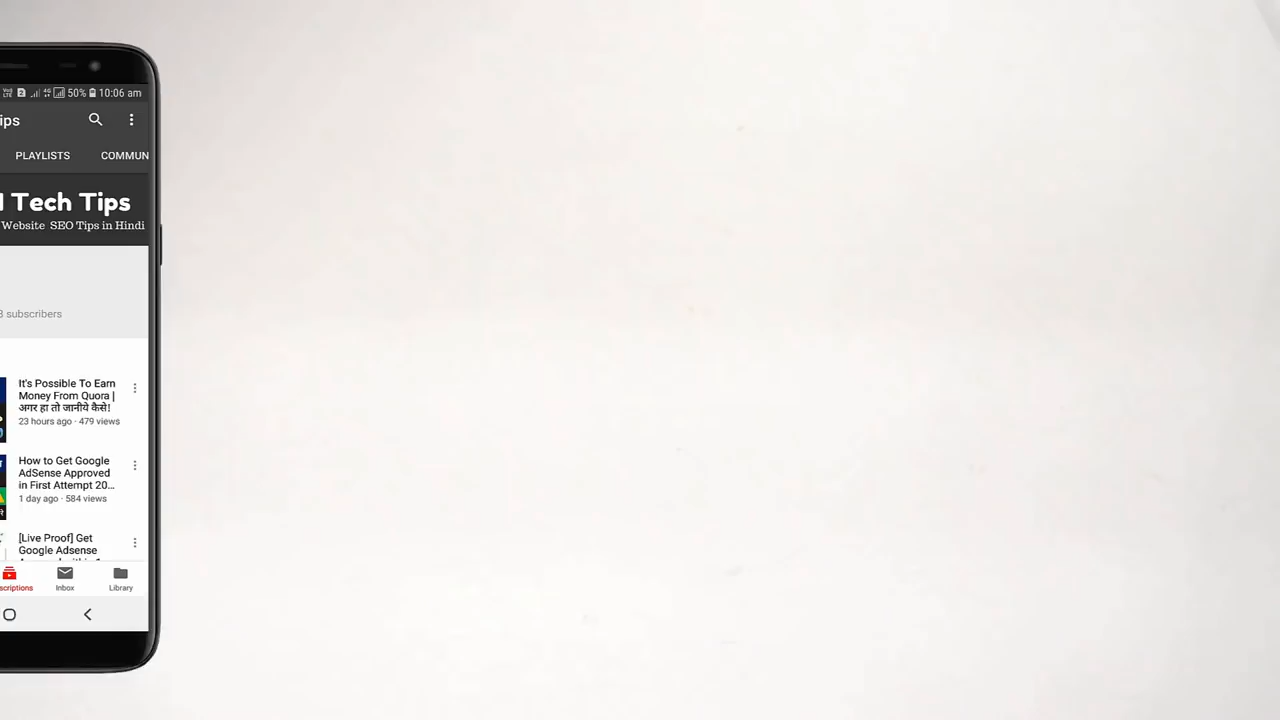 50% 10:06 am
ips
PLAYLISTS COMMUN
Tech Tips
Website SEO Tips in Hindi
subscribers
It's Possible To Earn
Money From Quora |
अगर हा तो जानीये कैसे!
23 hours ago · 479 views
How to Get Google
AdSense Approved
in First Attempt 20...
1 day ago · 584 views
[Live Proof] Get
Google Adsense
scriptions Inbox Library